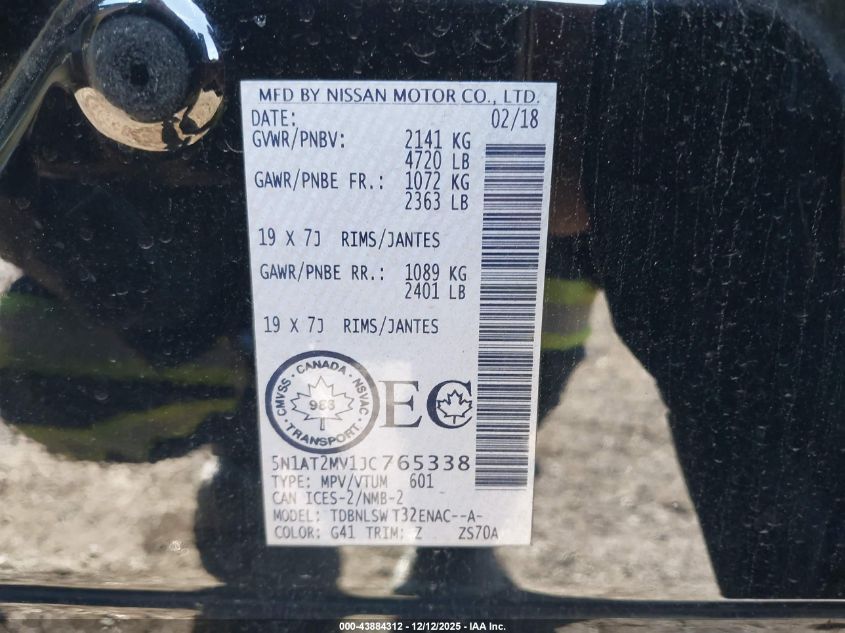 MFD BY NISSAN MOTOR CO., LTD.
DATE: 02/18
GVWR/PNBV: 2141 KG
4720 LB
GAWR/PNBE FR.: 1072 KG
2363 LB
19 X 7J RIMS/JANTES
GAWR/PNBE RR.: 1089 KG
2401 LB
19 X 7J RIMS/JANTES
CANADA
CMVSS · NSVAC
TRANSPORT
EC
5N1AT2MV1JC765338
TYPE: MPV/VTUM 601
CAN ICES-2/NMB-2
MODEL: TDBNLSW T32ENAC--A-
COLOR: G41 TRIM: Z ZS70A
000-43884312 - 12/12/2025 - IAA Inc.